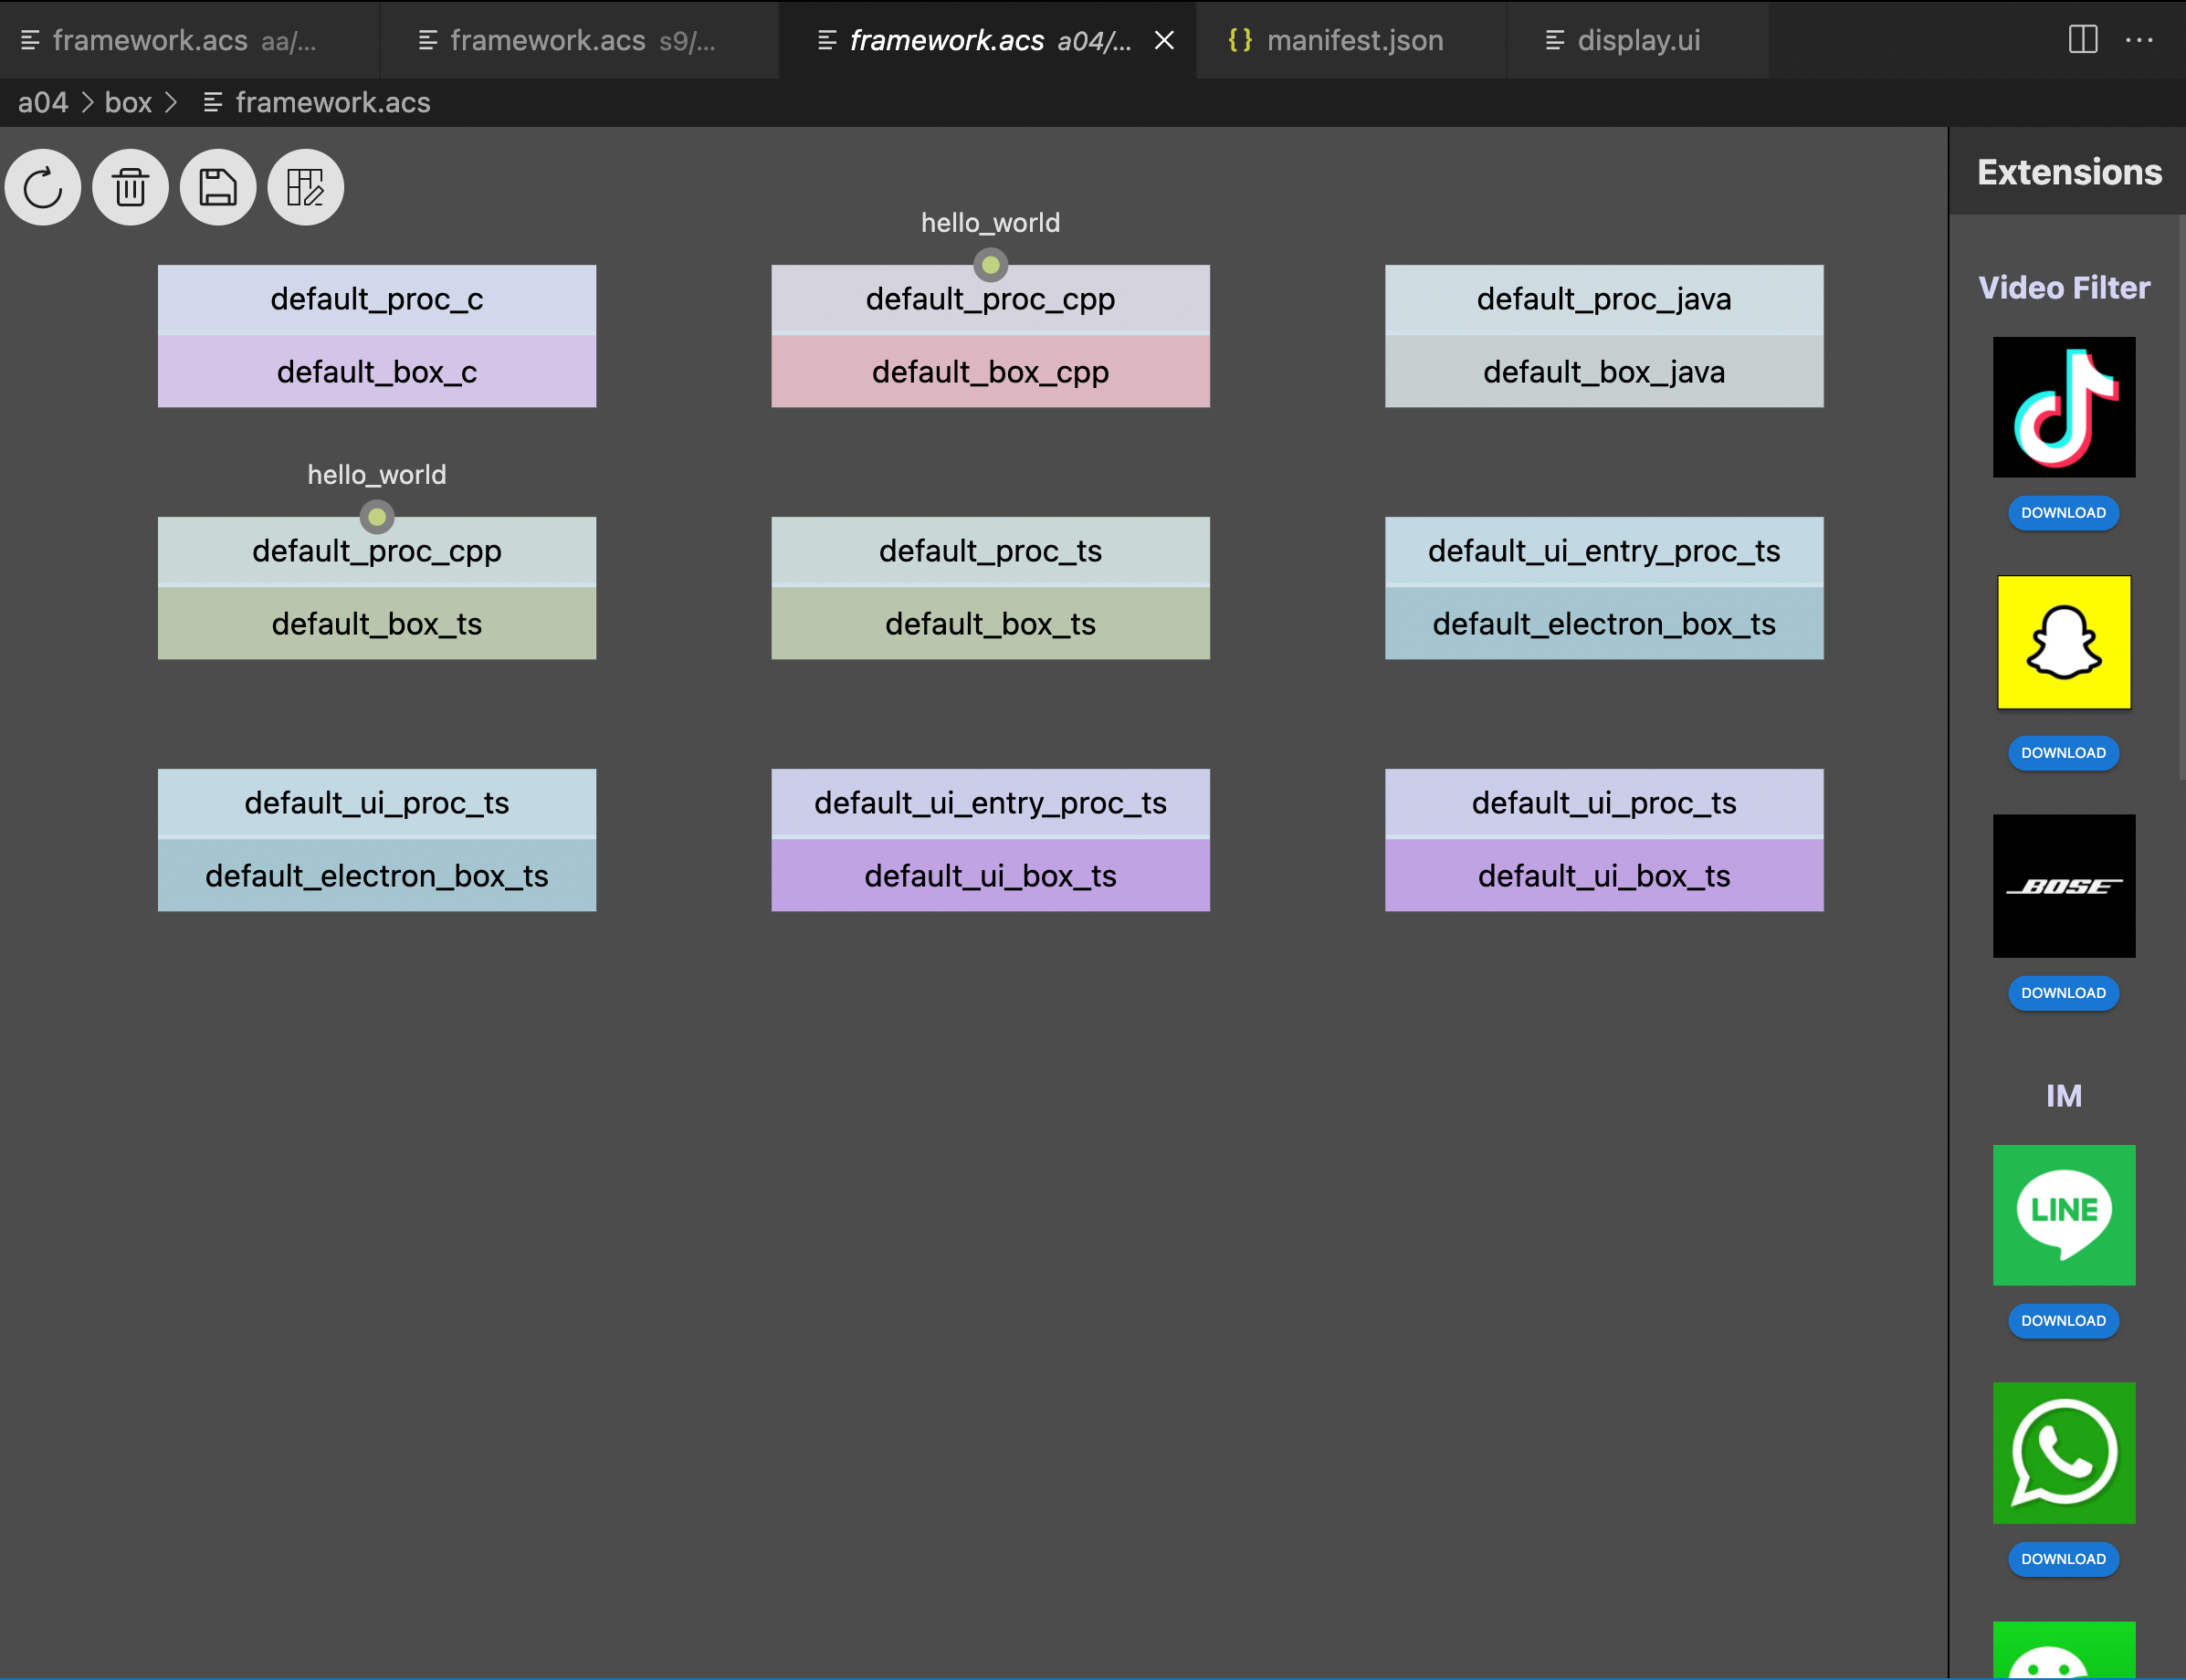 framework.acs aa/...
framework.acs s9/...
framework.acs a04/...
{} manifest.json
display.ui
a04 > box > framework.acs
Extensions
hello_world
default_proc_c
default_box_c
default_proc_cpp
default_box_cpp
default_proc_java
default_box_java
hello_world
default_proc_cpp
default_box_ts
default_proc_ts
default_box_ts
default_ui_entry_proc_ts
default_electron_box_ts
default_ui_proc_ts
default_electron_box_ts
default_ui_entry_proc_ts
default_ui_box_ts
default_ui_proc_ts
default_ui_box_ts
Video Filter
DOWNLOAD
DOWNLOAD
BOSE
DOWNLOAD
IM
LINE
DOWNLOAD
DOWNLOAD